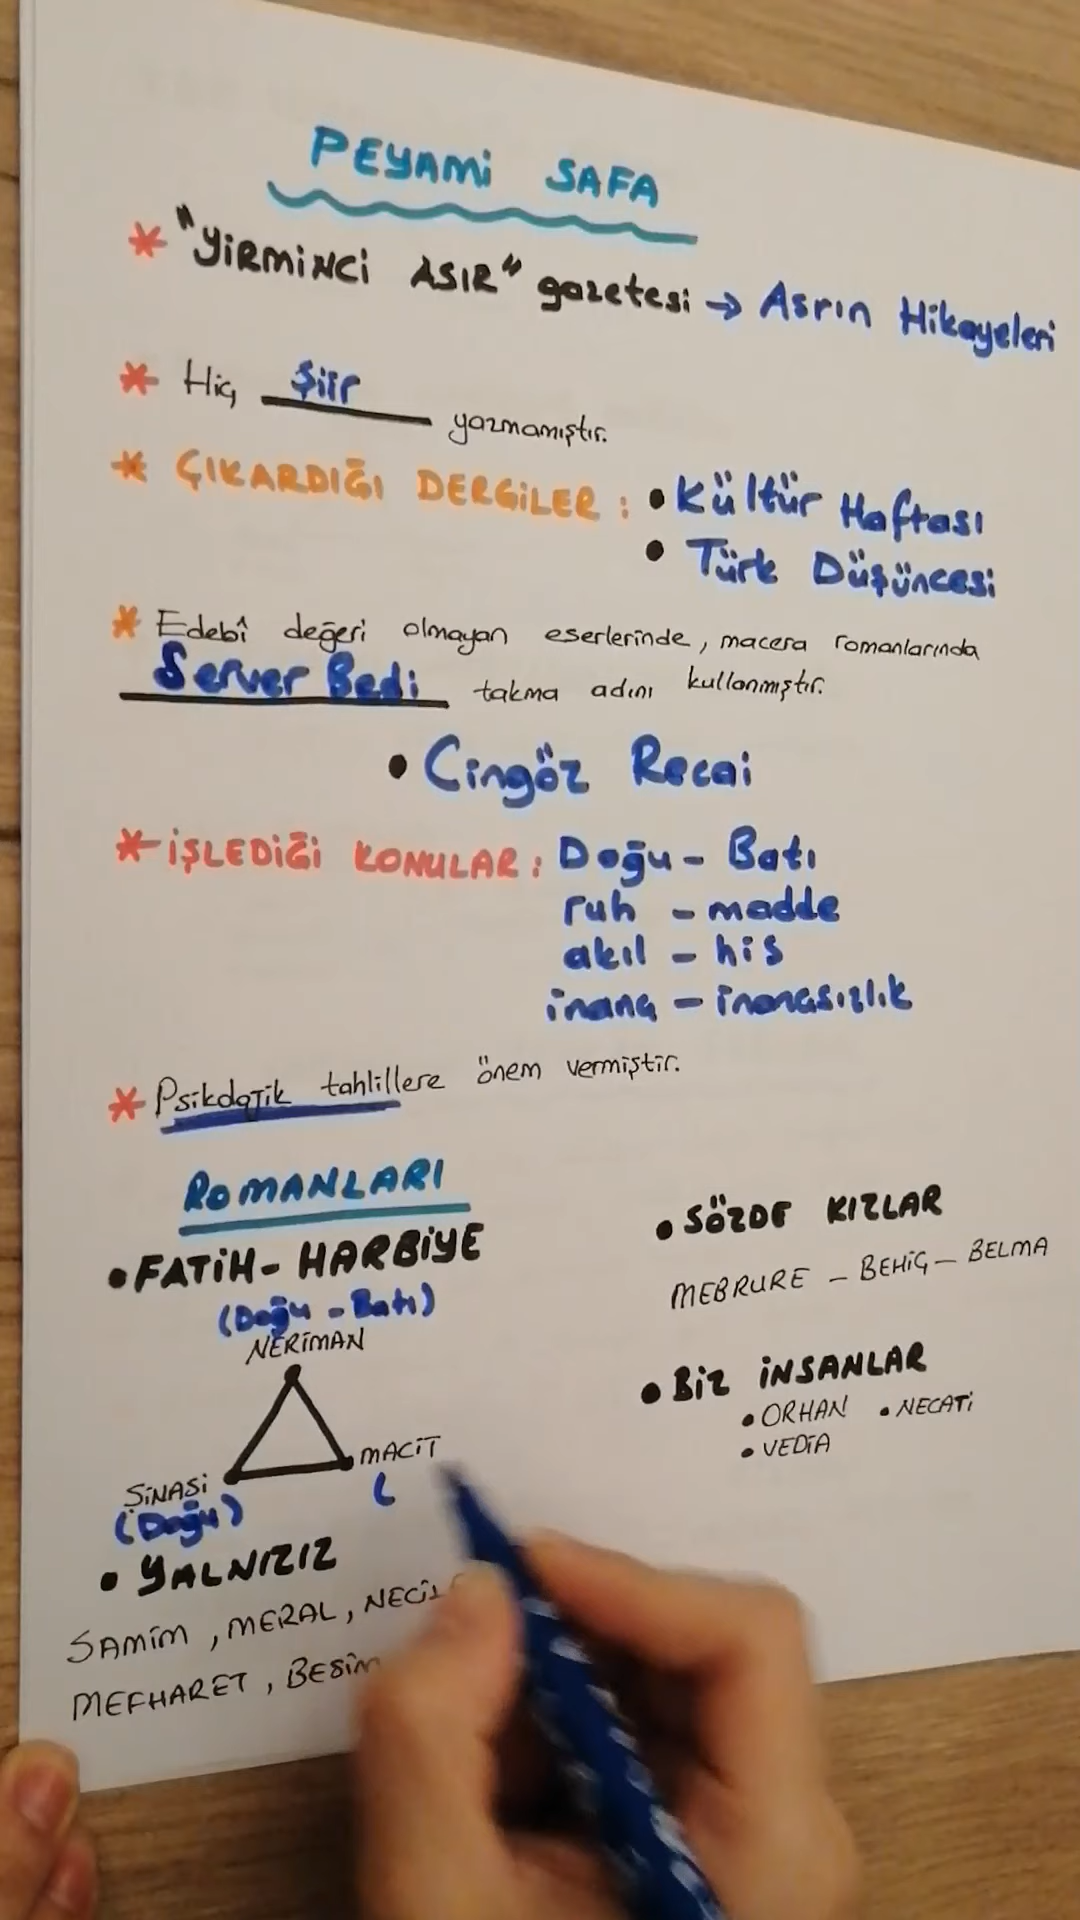 PEYAMİ SAFA
* "YİRMİNCİ ASIR" gazetesi → Asrın Hikayeleri
* Hiç şiir yazmamıştır.
* ÇIKARDIĞI DERGİLER : • Kültür Haftası
• Türk Düşüncesi
* Edebî değeri olmayan eserlerinde, macera romanlarında
Server Bedi takma adını kullanmıştır.
• Cingöz Recai
* İŞLEDİĞİ KONULAR : Doğu - Batı
ruh - madde
akıl - his
inanç - inançsızlık
* Psikolojik tahlillere önem vermiştir.
ROMANLARI
• FATİH - HARBİYE
(Doğu - Batı)
NERİMAN
MACİT
ŞİNASİ
(
(Doğu)
• YALNIZIZ
SAMİM, MERAL,
MEFHARET,
• SÖZDE KIZLAR
MEBRURE - BEHİÇ - BELMA
• BİZ İNSANLAR
• ORHAN • NECATİ
• VEDİA